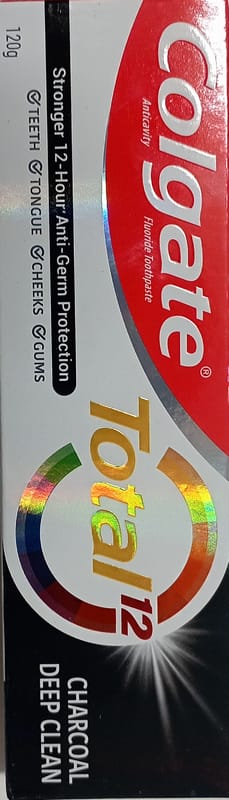 Colgate®
Anticavity Fluoride Toothpaste
Total 12
Stronger 12-Hour Anti-Germ Protection
TEETH TONGUE CHEEKS GUMS
120g
CHARCOAL
DEEP CLEAN